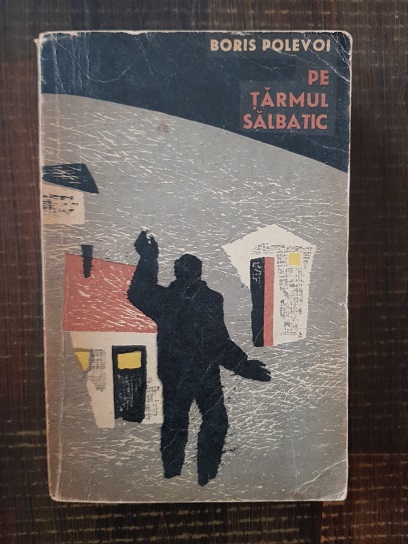 BORIS POLEVOI
PE
ȚĂRMUL
SĂLBATIC